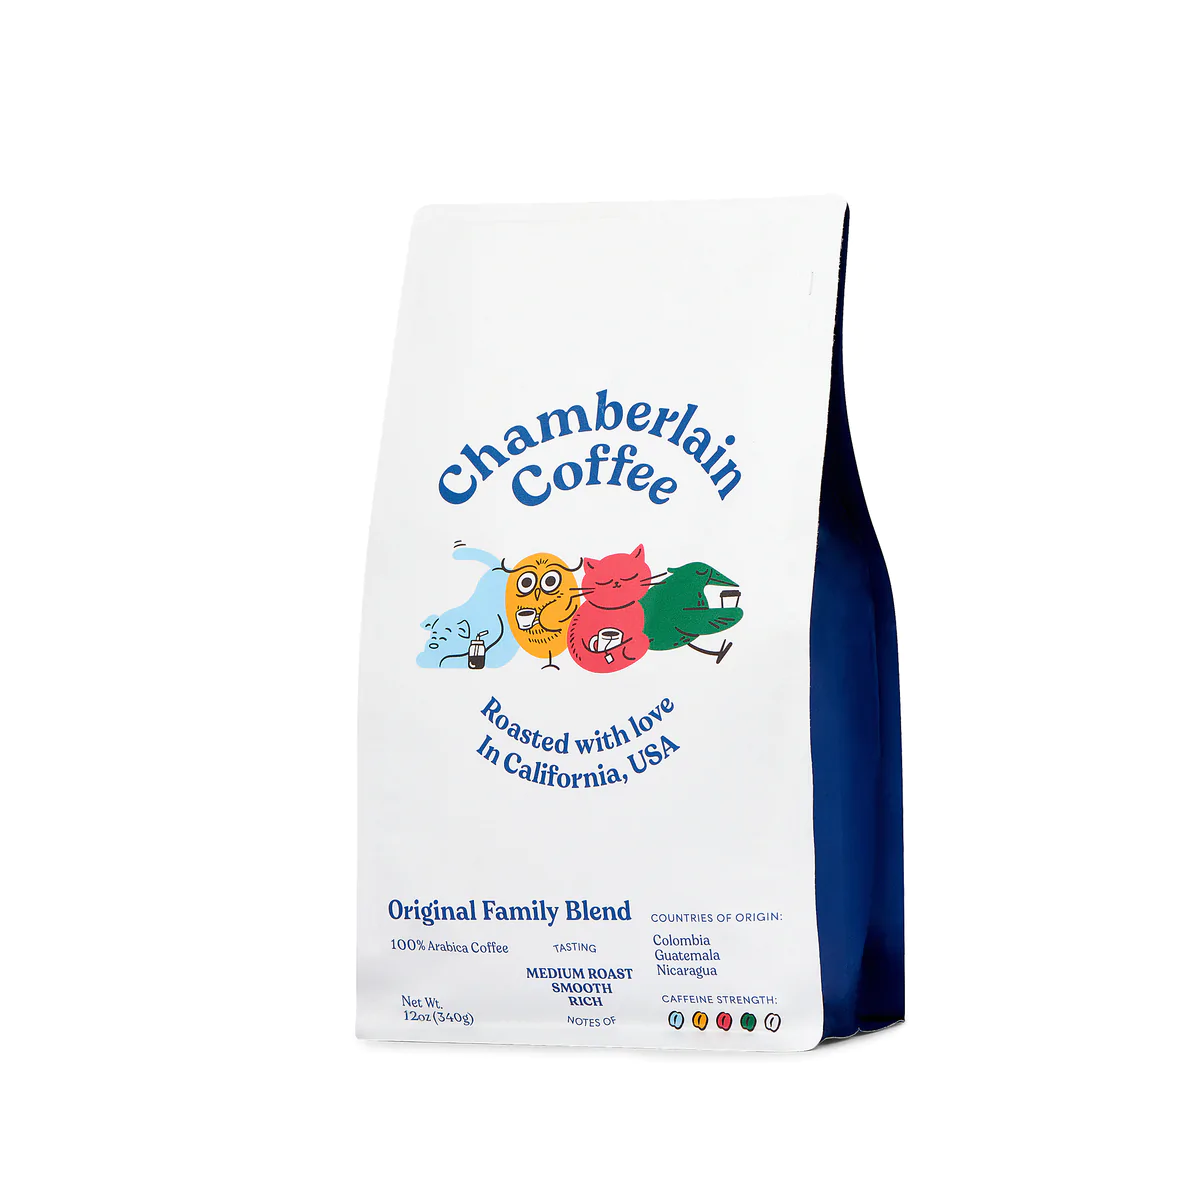 Chamberlain
Coffee
Roasted with love
In California, USA
Original Family Blend
100% Arabica Coffee
Net Wt.
12oz (340g)
TASTING
MEDIUM ROAST
SMOOTH
RICH
NOTES OF
COUNTRIES OF ORIGIN:
Colombia
Guatemala
Nicaragua
CAFFEINE STRENGTH: